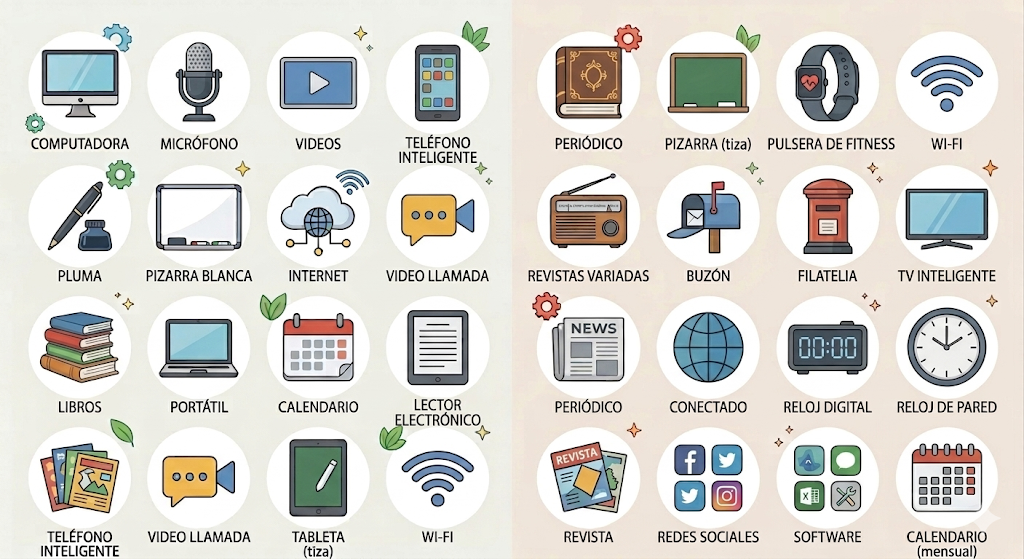 COMPUTADORA
MICRÓFONO
VIDEOS
TELÉFONO
INTELIGENTE
PLUMA
PIZARRA BLANCA
INTERNET
VIDEO LLAMADA
LIBROS
PORTÁTIL
CALENDARIO
LECTOR
ELECTRÓNICO
TELÉFONO
INTELIGENTE
VIDEO LLAMADA
TABLETA
(tiza)
WI-FI
PERIÓDICO
PIZARRA (tiza)
PULSERA DE FITNESS
WI-FI
REVISTAS VARIADAS
BUZÓN
FILATELIA
TV INTELIGENTE
NEWS
PERIÓDICO
CONECTADO
00:00
RELOJ DIGITAL
RELOJ DE PARED
REVISTA
REVISTA
f
REDES SOCIALES
X
SOFTWARE
CALENDARIO
(mensual)